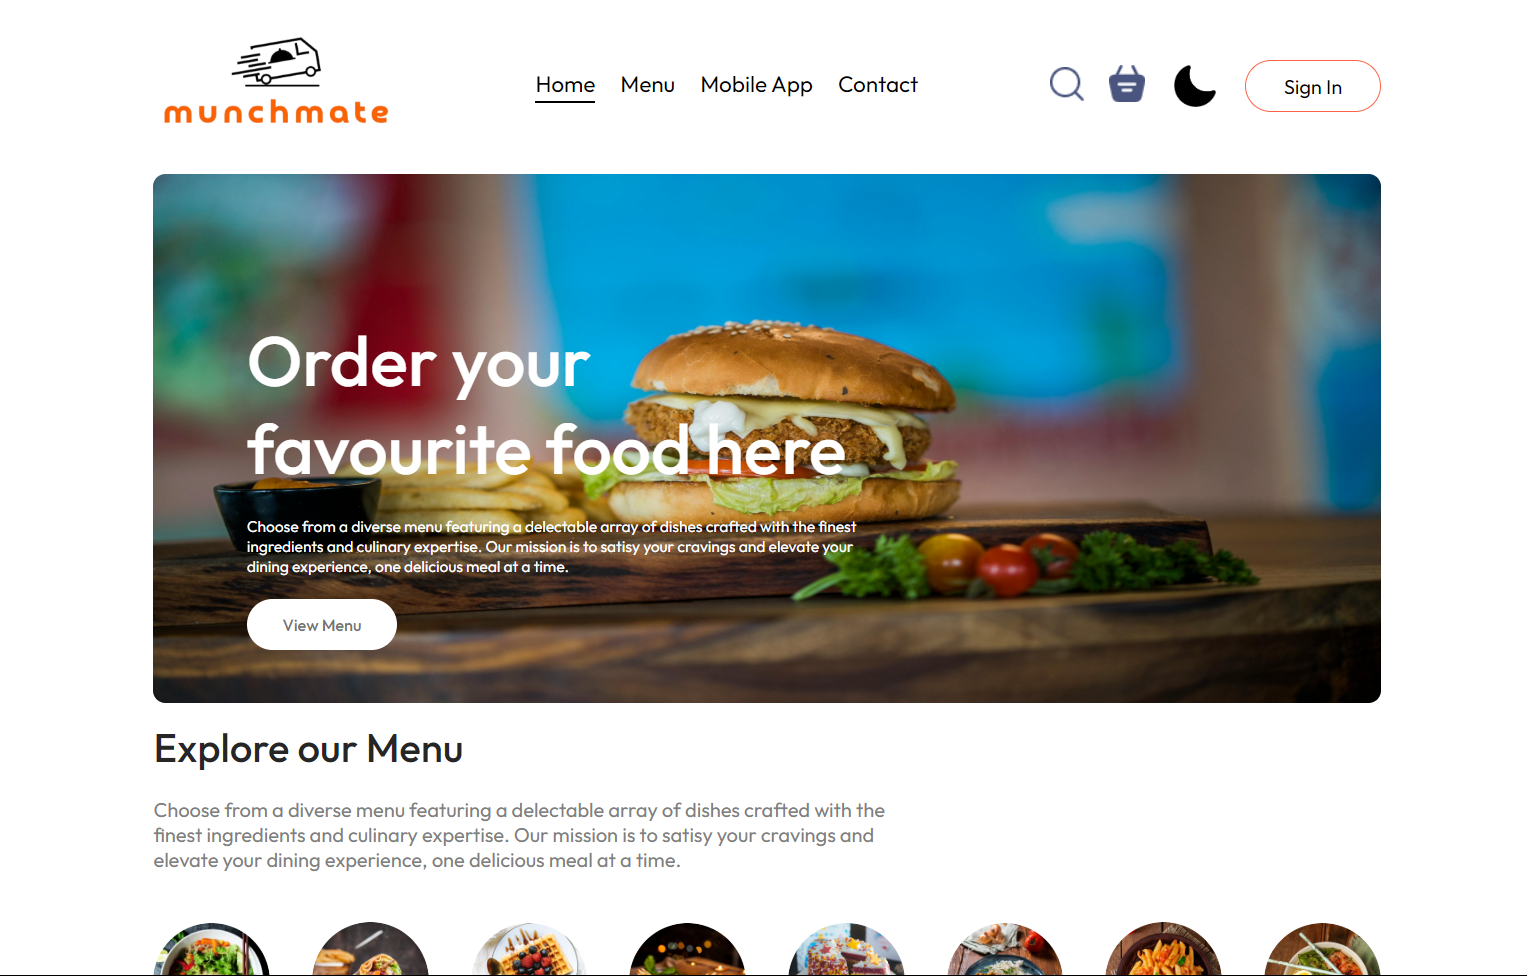 munchmate
Home Menu Mobile App Contact
Sign In
Order your
favourite food here
Choose from a diverse menu featuring a delectable array of dishes crafted with the finest
ingredients and culinary expertise. Our mission is to satisy your cravings and elevate your
dining experience, one delicious meal at a time.
View Menu
Explore our Menu
Choose from a diverse menu featuring a delectable array of dishes crafted with the
finest ingredients and culinary expertise. Our mission is to satisy your cravings and
elevate your dining experience, one delicious meal at a time.